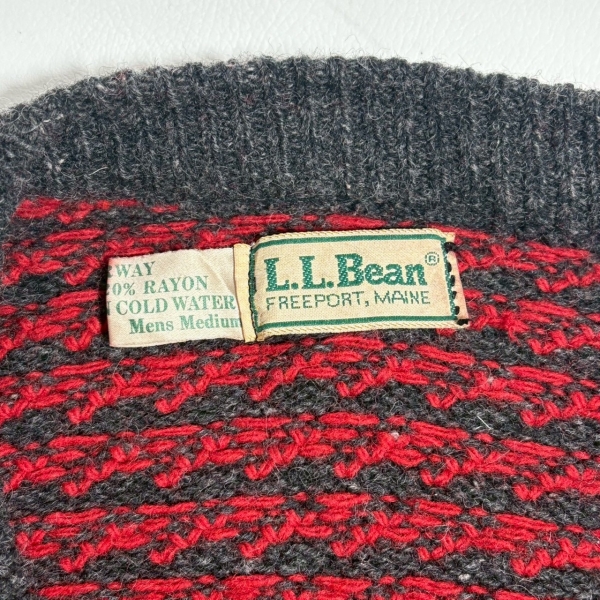 WAY
0% RAYON
COLD WATER
Mens Medium
L.L.Bean®
FREEPORT, MAINE